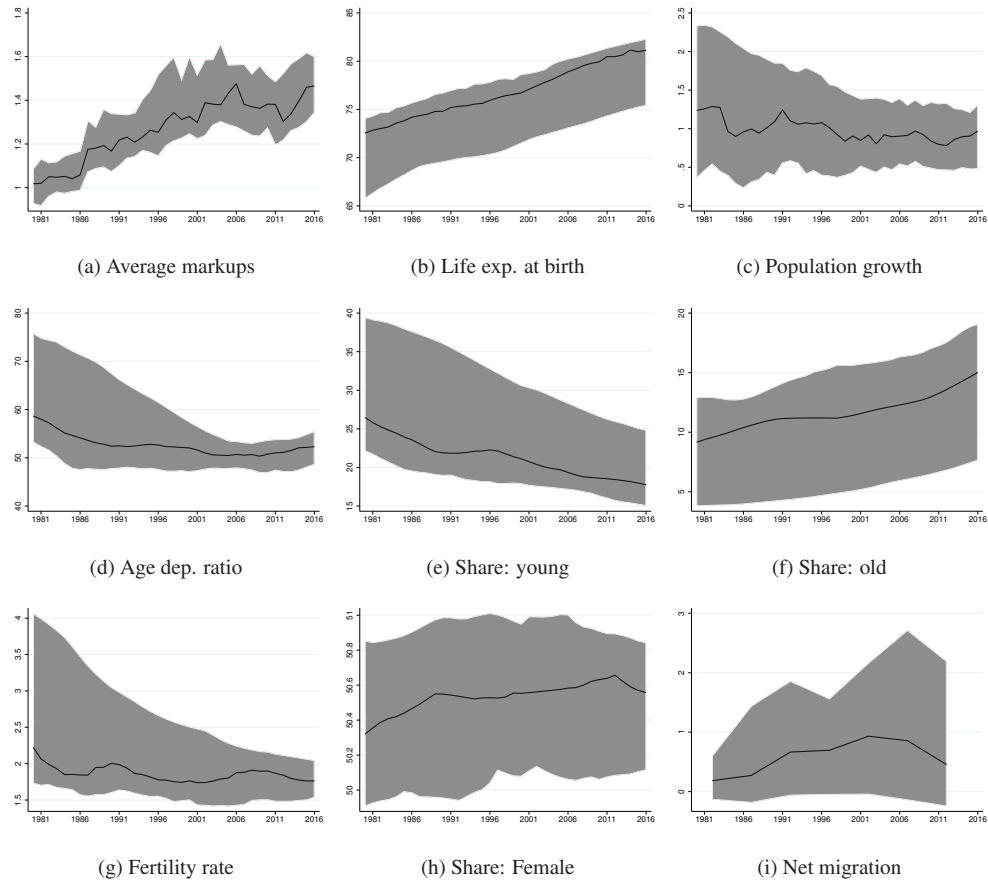 1 1.2 1.4 1.6 1.8
1981 1986 1991 1996 2001 2006 2011 2016
(a) Average markups
65 70 75 80 85
1981 1986 1991 1996 2001 2006 2011 2016
(b) Life exp. at birth
0 .5 1 1.5 2 2.5
1981 1986 1991 1996 2001 2006 2011 2016
(c) Population growth
40 50 60 70 80
1981 1986 1991 1996 2001 2006 2011 2016
(d) Age dep. ratio
15 20 25 30 35 40
1981 1986 1991 1996 2001 2006 2011 2016
(e) Share: young
5 10 15 20
1981 1986 1991 1996 2001 2006 2011 2016
(f) Share: old
1.5 2 2.5 3 3.5 4
1981 1986 1991 1996 2001 2006 2011 2016
(g) Fertility rate
50 50.2 50.4 50.6 50.8 51
1981 1986 1991 1996 2001 2006 2011 2016
(h) Share: Female
0 1 2 3
1981 1986 1991 1996 2001 2006 2011 2016
(i) Net migration